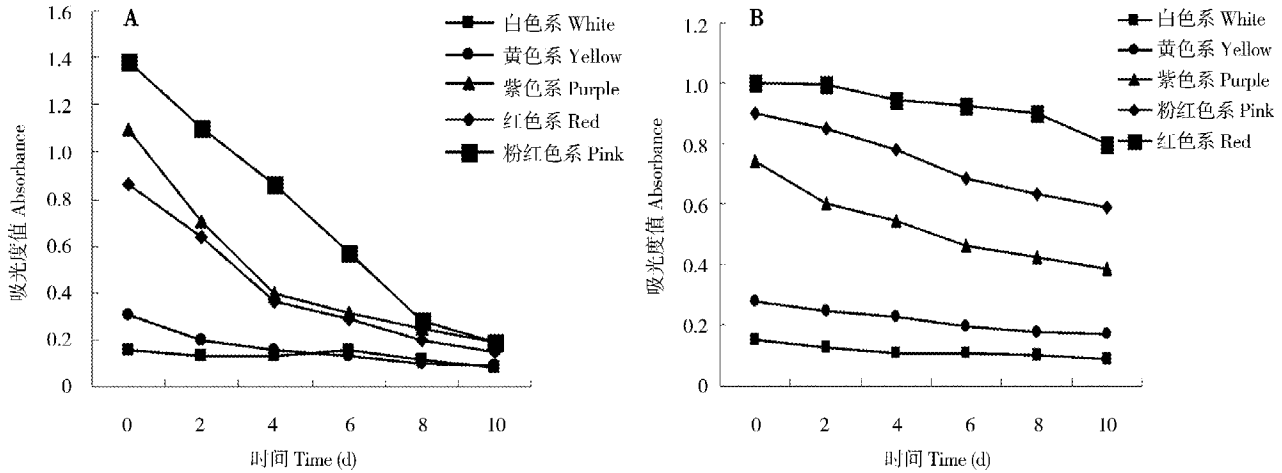 A
白色系 White
黄色系 Yellow
紫色系 Purple
红色系 Red
粉红色系 Pink
吸光度值 Absorbance
1.6
1.4
1.2
1.0
0.8
0.6
0.4
0.2
0
0 2 4 6 8 10
时间 Time (d)
B
白色系 White
黄色系 Yellow
紫色系 Purple
粉红色系 Pink
红色系 Red
吸光度值 Absorbance
1.2
1.0
0.8
0.6
0.4
0.2
0
0 2 4 6 8 10
时间 Time (d)